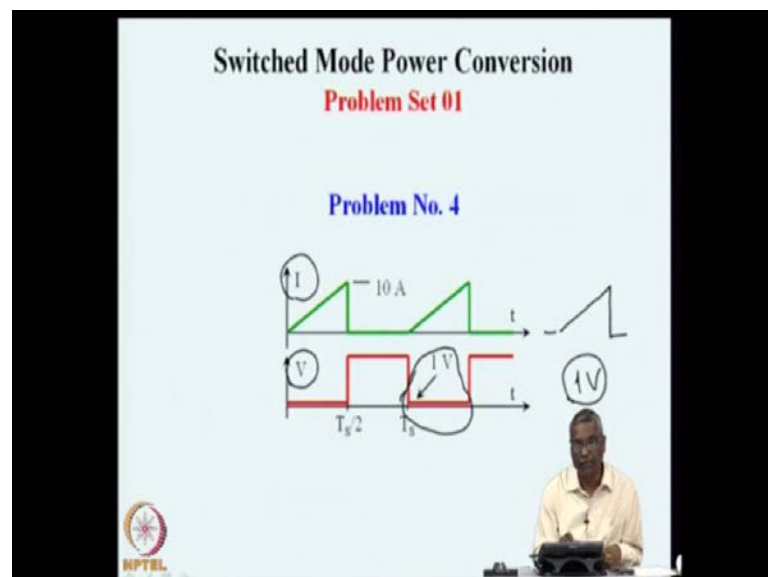 Switched Mode Power Conversion
Problem Set 01
Problem No. 4
I
10 A
t
V
1 V
t
1V
Tₛ/2
Tₛ
NPTEL